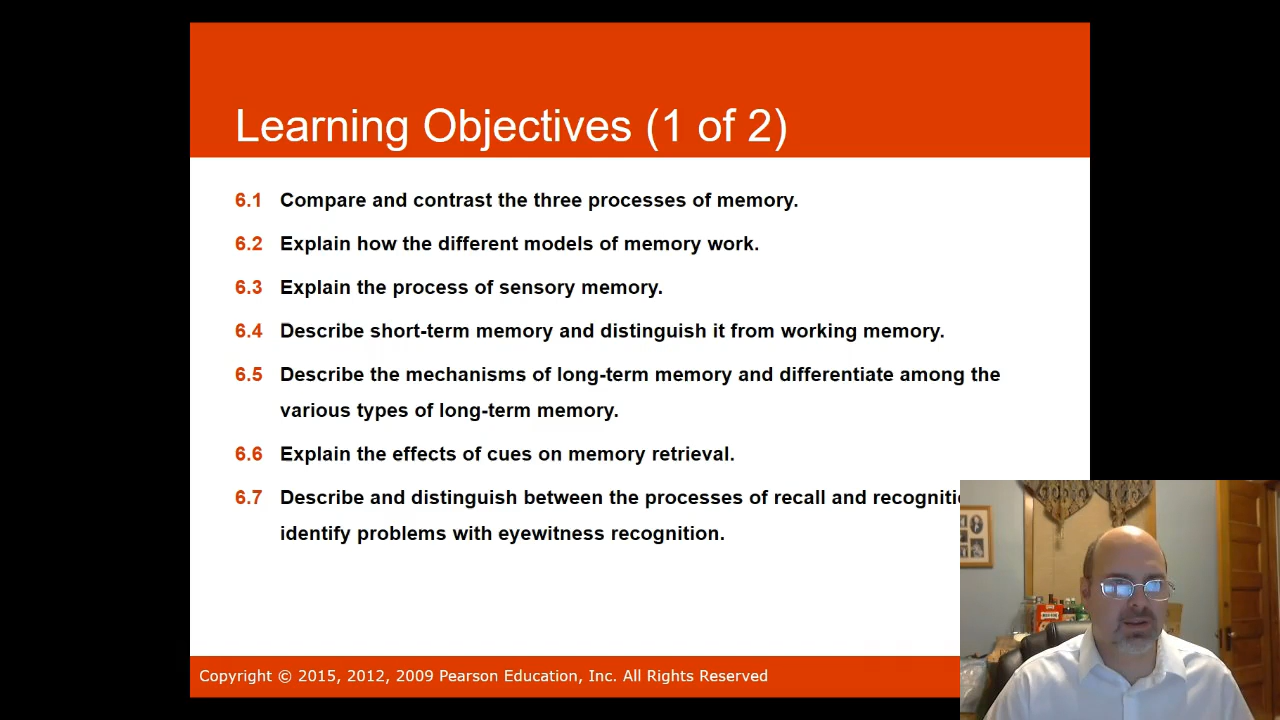 Learning Objectives (1 of 2)
6.1 Compare and contrast the three processes of memory.
6.2 Explain how the different models of memory work.
6.3 Explain the process of sensory memory.
6.4 Describe short-term memory and distinguish it from working memory.
6.5 Describe the mechanisms of long-term memory and differentiate among the
various types of long-term memory.
6.6 Explain the effects of cues on memory retrieval.
6.7 Describe and distinguish between the processes of recall and
identify problems with eyewitness recognition.
Copyright © 2015, 2012, 2009 Pearson Education, Inc. All Rights Reserved